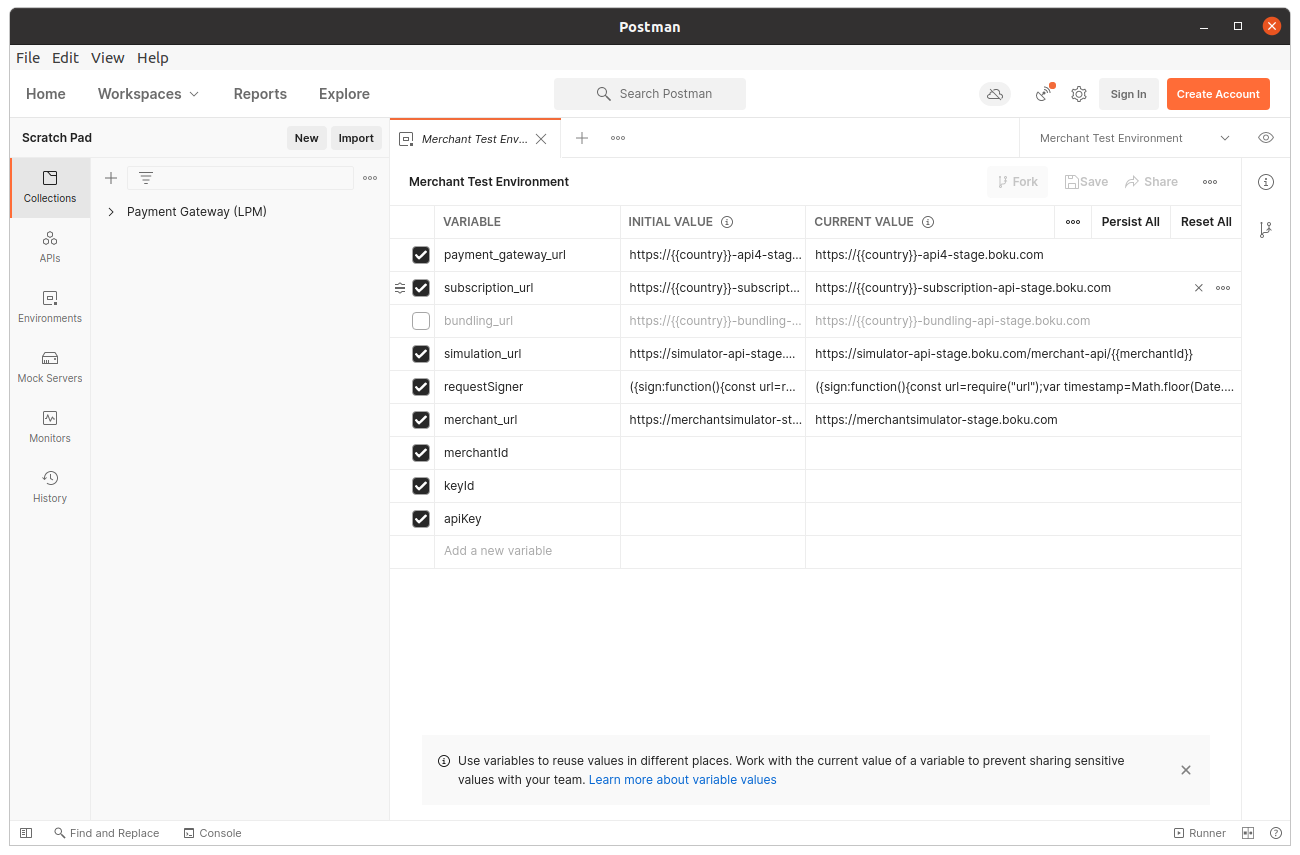 Postman
File Edit View Help
Home Workspaces Reports Explore Search Postman Sign In Create Account
Scratch Pad New Import Merchant Test Env... Merchant Test Environment
Collections
Payment Gateway (LPM)
APIs
Environments
Mock Servers
Monitors
History
Merchant Test Environment Fork Save Share
VARIABLE INITIAL VALUE CURRENT VALUE Persist All Reset All
payment_gateway_url https://{{country}}-api4-stag... https://{{country}}-api4-stage.boku.com
subscription_url https://{{country}}-subscript... https://{{country}}-subscription-api-stage.boku.com
bundling_url https://{{country}}-bundling-... https://{{country}}-bundling-api-stage.boku.com
simulation_url https://simulator-api-stage.... https://simulator-api-stage.boku.com/merchant-api/{{merchantId}}
requestSigner ({sign:function(){const url=r... ({sign:function(){const url=require("url");var timestamp=Math.floor(Date....
merchant_url https://merchantsimulator-st... https://merchantsimulator-stage.boku.com
merchantId
keyId
apiKey
Add a new variable
Use variables to reuse values in different places. Work with the current value of a variable to prevent sharing sensitive
values with your team. Learn more about variable values
Find and Replace Console Runner